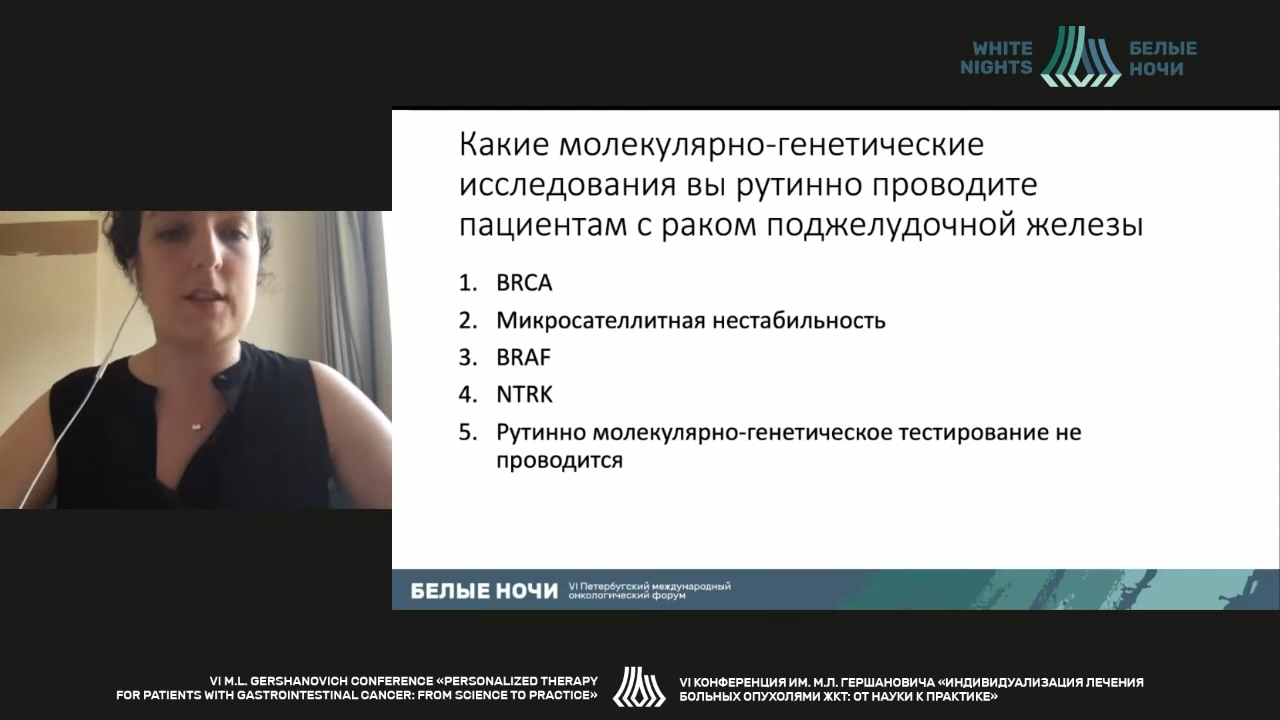 WHITE
NIGHTS
БЕЛЫЕ
НОЧИ
Какие молекулярно-генетические
исследования вы рутинно проводите
пациентам с раком поджелудочной железы
1. BRCA
2. Микросателлитная нестабильность
3. BRAF
4. NTRK
5. Рутинно молекулярно-генетическое тестирование не
проводится
БЕЛЫЕ НОЧИ
VI Петербургский международный
онкологический форум
VI M.L. GERSHANOVICH CONFERENCE «PERSONALIZED THERAPY
FOR PATIENTS WITH GASTROINTESTINAL CANCER: FROM SCIENCE TO PRACTICE»
VI КОНФЕРЕНЦИЯ ИМ. М.Л. ГЕРШАНОВИЧА «ИНДИВИДУАЛИЗАЦИЯ ЛЕЧЕНИЯ
БОЛЬНЫХ ОПУХОЛЯМИ ЖКТ: ОТ НАУКИ К ПРАКТИКЕ»